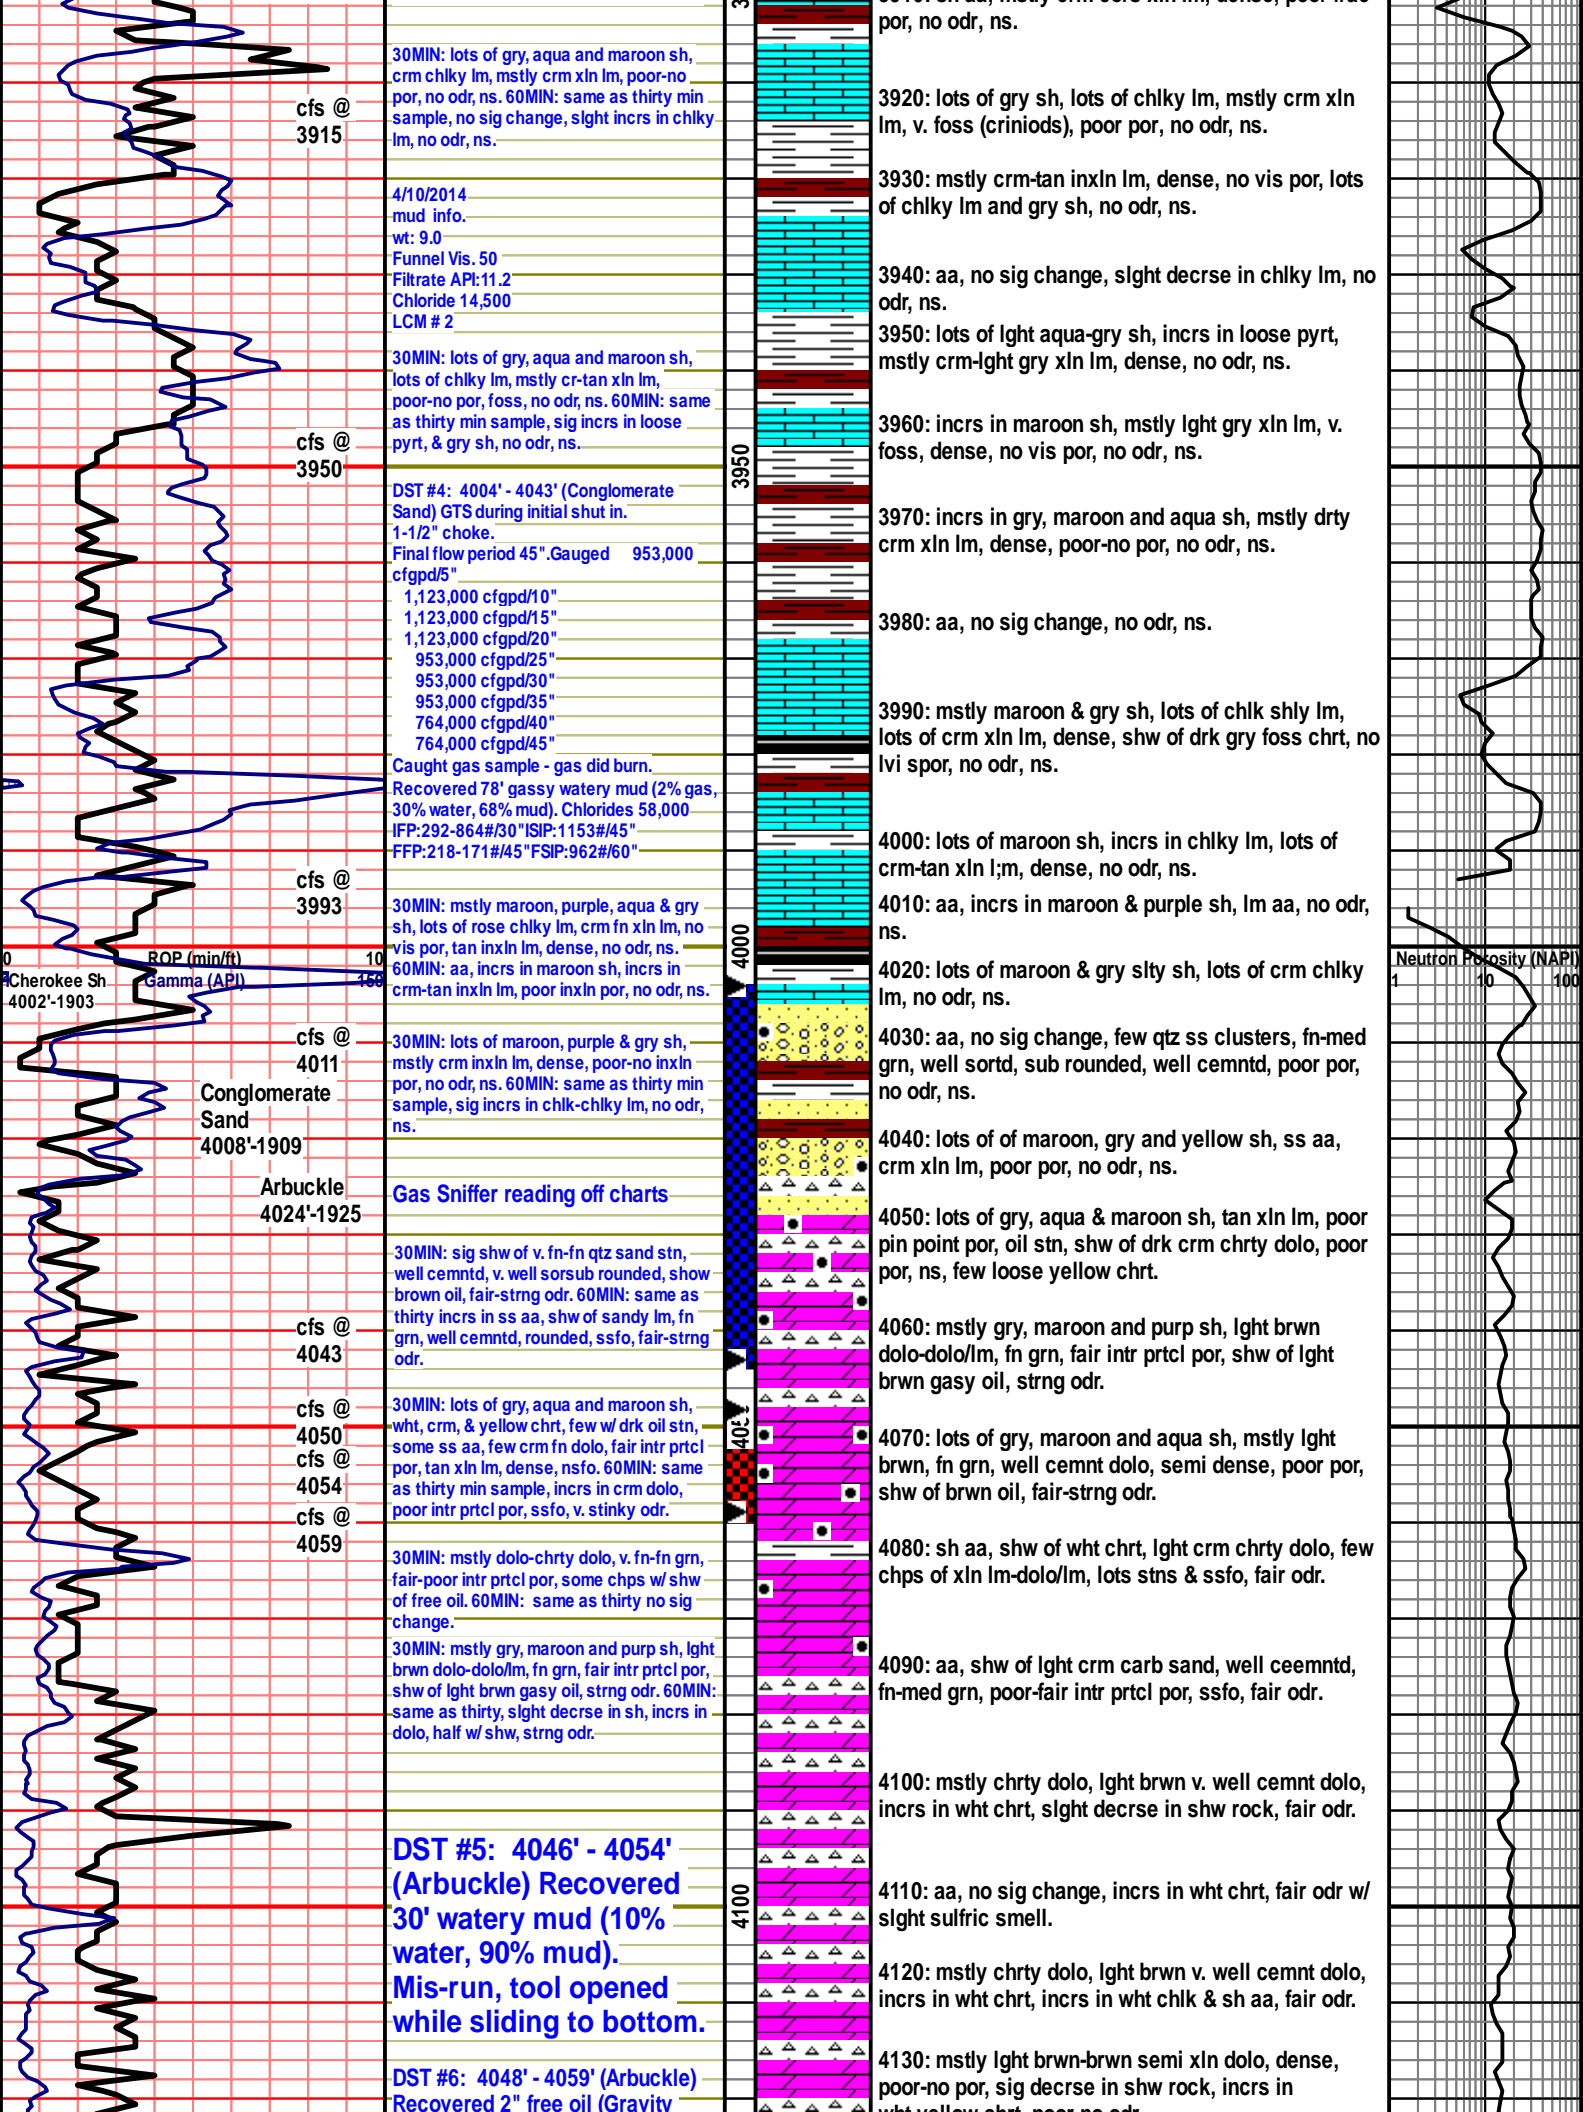 por, no odr, ns.
30MIN: lots of gry, aqua and maroon sh,
crm chlky lm, mstly crm xln lm, poor-no
por, no odr, ns. 60MIN: same as thirty min
sample, no sig change, slght incrs in chlky
lm, no odr, ns.
cfs @
3915
3920: lots of gry sh, lots of chlky lm, mstly crm xln
lm, v. foss (criniods), poor por, no odr, ns.
3930: mstly crm-tan inxln lm, dense, no vis por, lots
of chlky lm and gry sh, no odr, ns.
4/10/2014
mud info.
wt: 9.0
Funnel Vis. 50
Filtrate API:11.2
Chloride 14,500
LCM # 2
3940: aa, no sig change, slght decrse in chlky lm, no
odr, ns.
3950: lots of lght aqua-gry sh, incrs in loose pyrt,
mstly crm-lght gry xln lm, dense, no odr, ns.
30MIN: lots of gry, aqua and maroon sh,
lots of chlky lm, mstly cr-tan xln lm,
poor-no por, foss, no odr, ns. 60MIN: same
as thirty min sample, sig incrs in loose
pyrt, & gry sh, no odr, ns.
cfs @
3950
3950
3960: incrs in maroon sh, mstly lght gry xln lm, v.
foss, dense, no vis por, no odr, ns.
DST #4: 4004' - 4043' (Conglomerate
Sand) GTS during initial shut in.
1-1/2" choke.
Final flow period 45".Gauged 953,000
cfgpd/5"
1,123,000 cfgpd/10"
1,123,000 cfgpd/15"
1,123,000 cfgpd/20"
953,000 cfgpd/25"
953,000 cfgpd/30"
953,000 cfgpd/35"
764,000 cfgpd/40"
764,000 cfgpd/45"
Caught gas sample - gas did burn.
Recovered 78' gassy watery mud (2% gas,
30% water, 68% mud). Chlorides 58,000
IFP:292-864#/30"ISIP:1153#/45"
FFP:218-171#/45"FSIP:962#/60"
3970: incrs in gry, maroon and aqua sh, mstly drty
crm xln lm, dense, poor-no por, no odr, ns.
3980: aa, no sig change, no odr, ns.
3990: mstly maroon & gry sh, lots of chlk shly lm,
lots of crm xln lm, dense, shw of drk gry foss chrt, no
lvi spor, no odr, ns.
4000: lots of maroon sh, incrs in chlky lm, lots of
crm-tan xln l;m, dense, no odr, ns.
cfs @
3993
30MIN: mstly maroon, purple, aqua & gry
sh, lots of rose chlky lm, crm fn xln lm, no
vis por, tan inxln lm, dense, no odr, ns.
60MIN: aa, incrs in maroon sh, incrs in
crm-tan inxln lm, poor inxln por, no odr, ns.
4000
4010: aa, incrs in maroon & purple sh, lm aa, no odr,
ns.
0 ROP (min/ft) 10
Gamma (API) 150
Cherokee Sh
4002'-1903
Neutron Porosity (NAPI)
1 10 100
4020: lots of maroon & gry slty sh, lots of crm chlky
lm, no odr, ns.
cfs @
4011
30MIN: lots of maroon, purple & gry sh,
mstly crm inxln lm, dense, poor-no inxln
por, no odr, ns. 60MIN: same as thirty min
sample, sig incrs in chlk-chlky lm, no odr,
ns.
4030: aa, no sig change, few qtz ss clusters, fn-med
grn, well sortd, sub rounded, well cemntd, poor por,
no odr, ns.
Conglomerate
Sand
4008'-1909
4040: lots of of maroon, gry and yellow sh, ss aa,
crm xln lm, poor por, no odr, ns.
Arbuckle
4024'-1925
Gas Sniffer reading off charts
4050: lots of gry, aqua & maroon sh, tan xln lm, poor
pin point por, oil stn, shw of drk crm chrty dolo, poor
por, ns, few loose yellow chrt.
30MIN: sig shw of v. fn-fn qtz sand stn,
well cemntd, v. well sorsub rounded, show
brown oil, fair-strng odr. 60MIN: same as
thirty incrs in ss aa, shw of sandy lm, fn
grn, well cemntd, rounded, ssfo, fair-strng
odr.
cfs @
4043
4060: mstly gry, maroon and purp sh, lght brwn
dolo-dolo/lm, fn grn, fair intr prtcl por, shw of lght
brwn gasy oil, strng odr.
cfs @
4050
cfs @
4054
cfs @
4059
30MIN: lots of gry, aqua and maroon sh,
wht, crm, & yellow chrt, few w/ drk oil stn,
some ss aa, few crm fn dolo, fair intr prtcl
por, tan xln lm, dense, nsfo. 60MIN: same
as thirty min sample, incrs in crm dolo,
poor intr prtcl por, ssfo, v. stinky odr.
4070: lots of gry, maroon and aqua sh, mstly lght
brwn, fn grn, well cemnt dolo, semi dense, poor por,
shw of brwn oil, fair-strng odr.
30MIN: mstly dolo-chrty dolo, v. fn-fn grn,
fair-poor intr prtcl por, some chps w/ shw
of free oil. 60MIN: same as thirty no sig
change.
4080: sh aa, shw of wht chrt, lght crm chrty dolo, few
chps of xln lm-dolo/lm, lots stns & ssfo, fair odr.
30MIN: mstly gry, maroon and purp sh, lght
brwn dolo-dolo/lm, fn grn, fair intr prtcl por,
shw of lght brwn gasy oil, strng odr. 60MIN:
same as thirty, slght decrse in sh, incrs in
dolo, half w/ shw, strng odr.
4090: aa, shw of lght crm carb sand, well ceemntd,
fn-med grn, poor-fair intr prtcl por, ssfo, fair odr.
4100: mstly chrty dolo, lght brwn v. well cemnt dolo,
incrs in wht chrt, slght decrse in shw rock, fair odr.
DST #5: 4046' - 4054'
(Arbuckle) Recovered
30' watery mud (10%
water, 90% mud).
Mis-run, tool opened
while sliding to bottom.
4100
4110: aa, no sig change, incrs in wht chrt, fair odr w/
slght sulfric smell.
4120: mstly chrty dolo, lght brwn v. well cemnt dolo,
incrs in wht chrt, incrs in wht chlk & sh aa, fair odr.
DST #6: 4048' - 4059' (Arbuckle)
Recovered 2" free oil (Gravity
4130: mstly lght brwn-brwn semi xln dolo, dense,
poor-no por, sig decrse in shw rock, incrs in